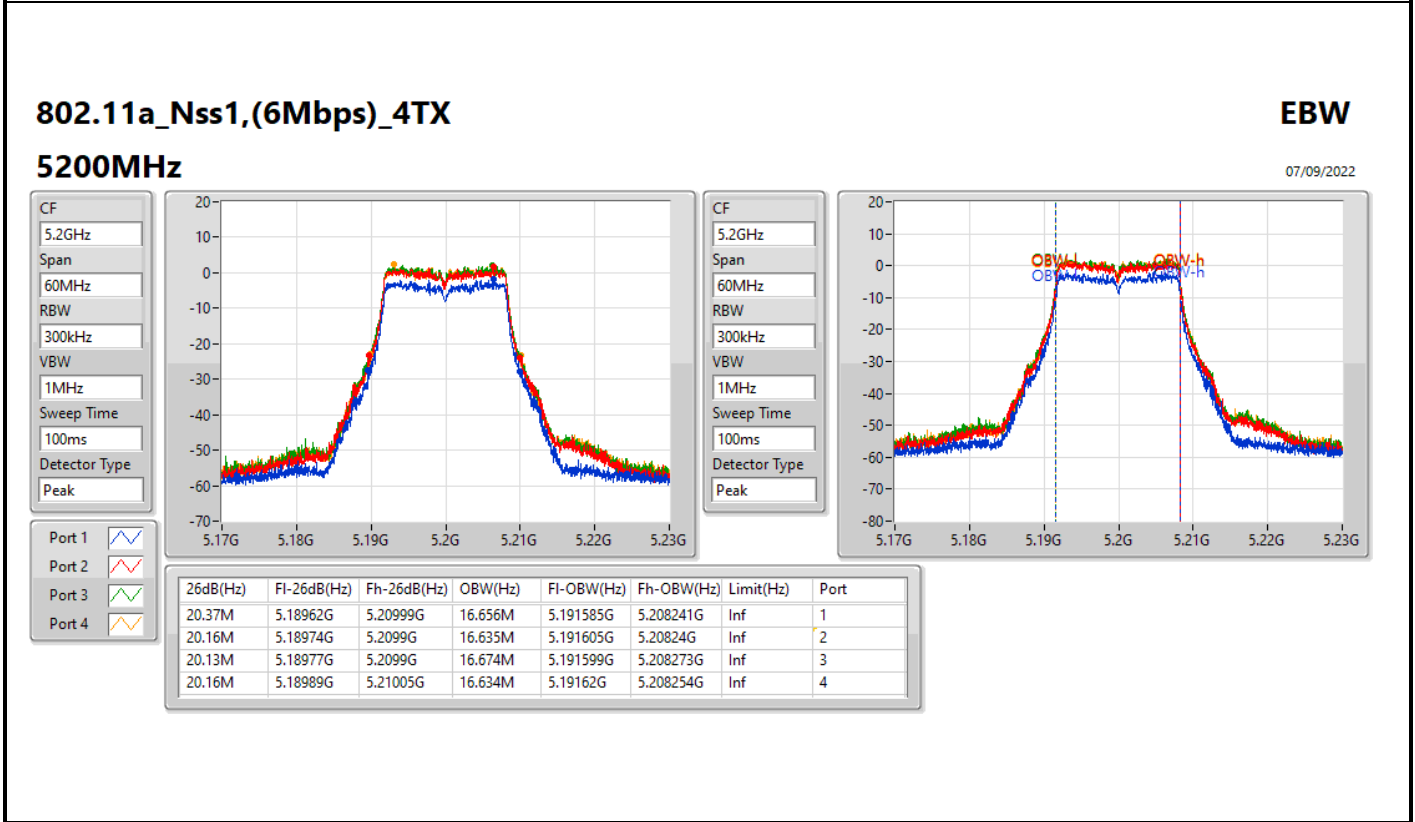 802.11a_Nss1,(6Mbps)_4TX
EBW
5200MHz
07/09/2022
CF
5.2GHz
Span
60MHz
RBW
300kHz
VBW
1MHz
Sweep Time
100ms
Detector Type
Peak
20
10
0
-10
-20
-30
-40
-50
-60
-70
5.17G 5.18G 5.19G 5.2G 5.21G 5.22G 5.23G
CF
5.2GHz
Span
60MHz
RBW
300kHz
VBW
1MHz
Sweep Time
100ms
Detector Type
Peak
20
10
0
-10
-20
-30
-40
-50
-60
-70
-80
OBW-h
5.17G 5.18G 5.19G 5.2G 5.21G 5.22G 5.23G
Port 1
Port 2
Port 3
Port 4
26dB(Hz) Fl-26dB(Hz) Fh-26dB(Hz) OBW(Hz) Fl-OBW(Hz) Fh-OBW(Hz) Limit(Hz) Port
20.37M 5.18962G 5.20999G 16.656M 5.191585G 5.208241G Inf 1
20.16M 5.18974G 5.2099G 16.635M 5.191605G 5.20824G Inf 2
20.13M 5.18977G 5.2099G 16.674M 5.191599G 5.208273G Inf 3
20.16M 5.18989G 5.21005G 16.634M 5.19162G 5.208254G Inf 4